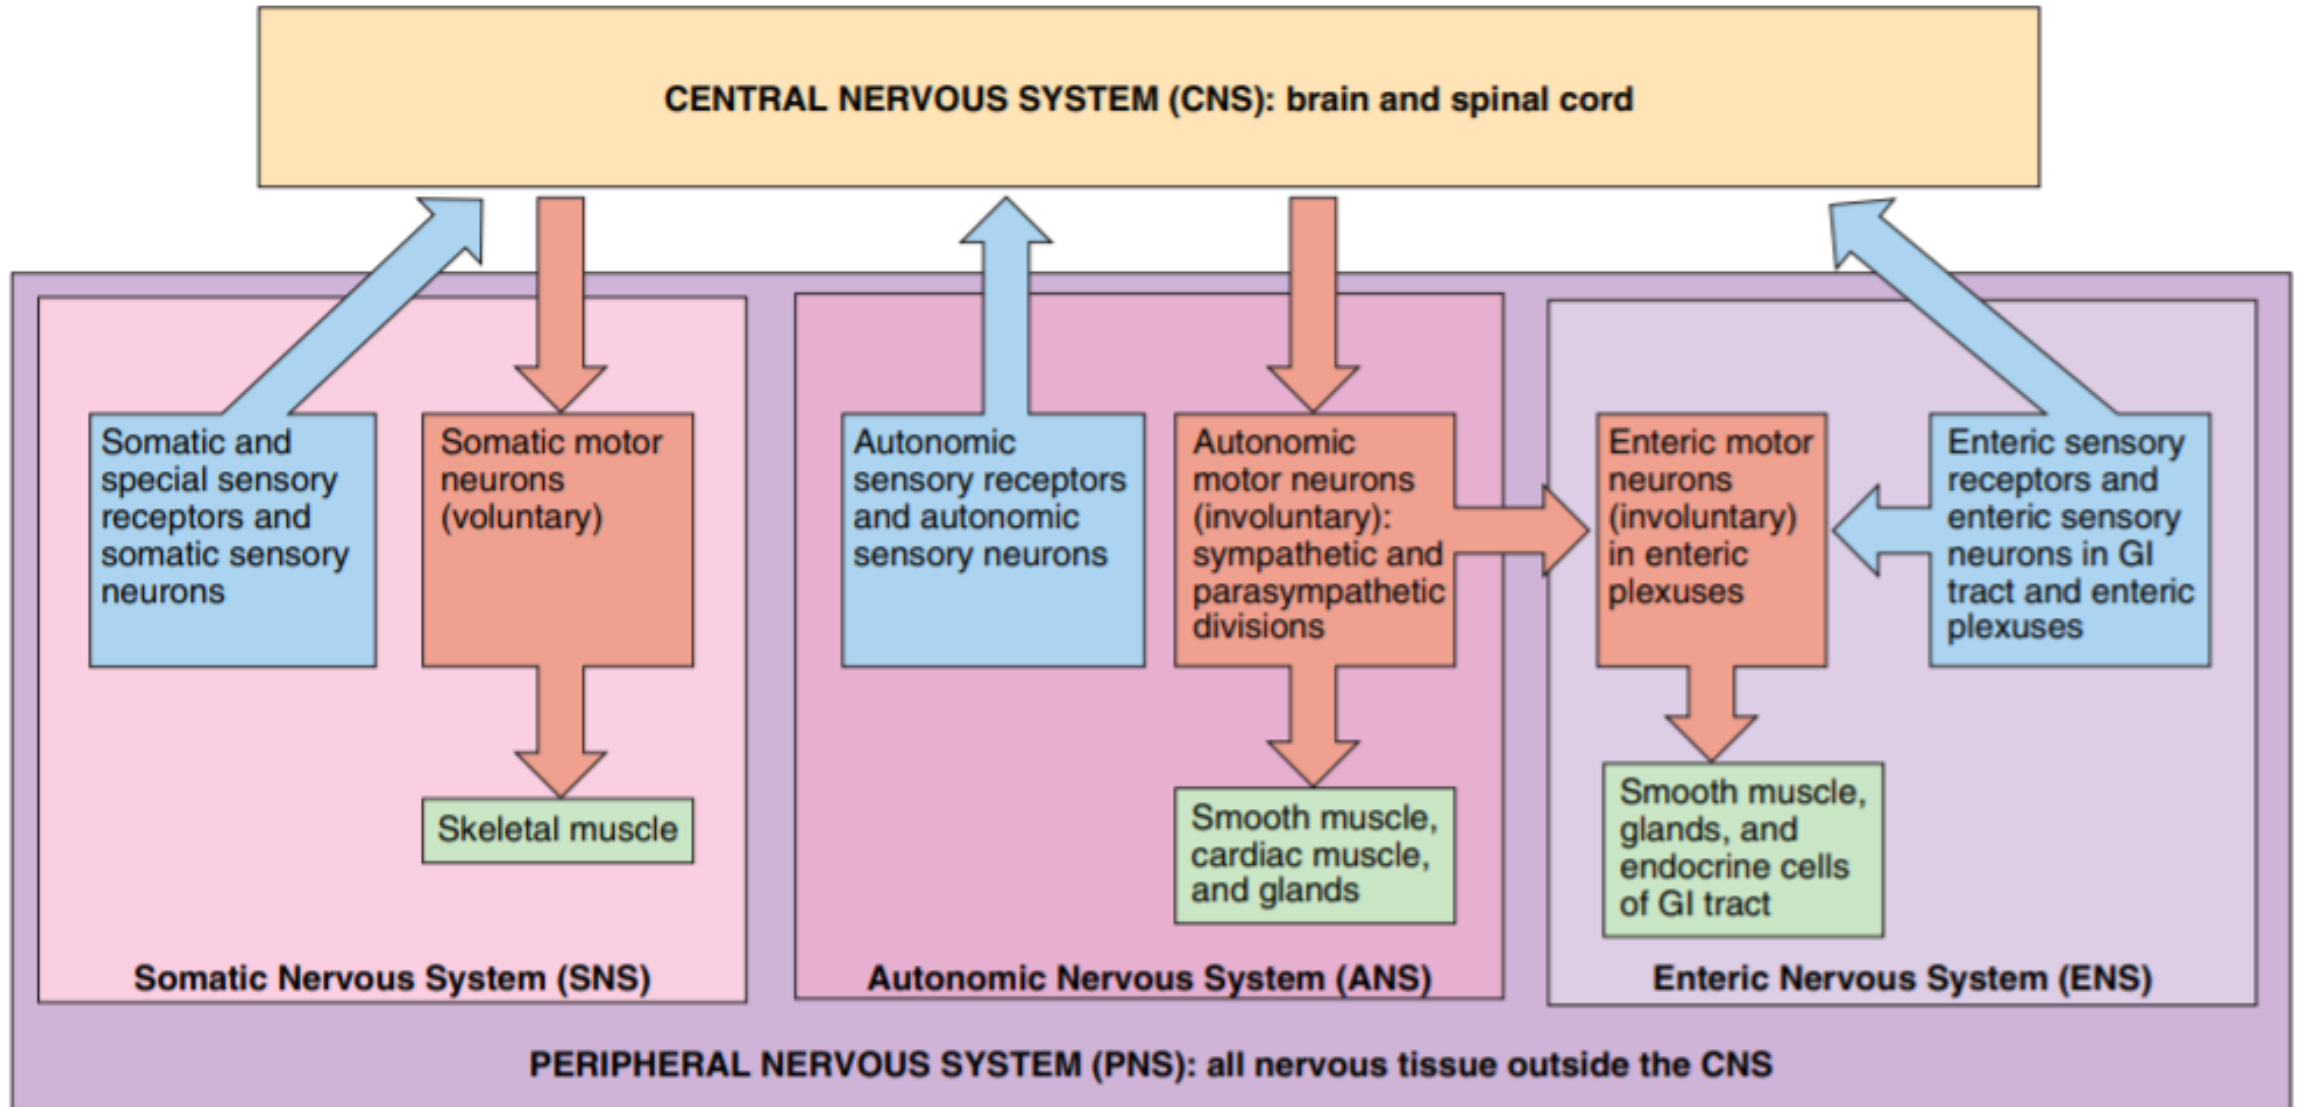 CENTRAL NERVOUS SYSTEM (CNS): brain and spinal cord
Somatic and
special sensory
receptors and
somatic sensory
neurons
Somatic motor
neurons
(voluntary)
Skeletal muscle
Somatic Nervous System (SNS)
Autonomic
sensory receptors
and autonomic
sensory neurons
Autonomic
motor neurons
(involuntary):
sympathetic and
parasympathetic
divisions
Smooth muscle,
cardiac muscle,
and glands
Autonomic Nervous System (ANS)
Enteric motor
neurons
(involuntary)
in enteric
plexuses
Enteric sensory
receptors and
enteric sensory
neurons in GI
tract and enteric
plexuses
Smooth muscle,
glands, and
endocrine cells
of GI tract
Enteric Nervous System (ENS)
PERIPHERAL NERVOUS SYSTEM (PNS): all nervous tissue outside the CNS